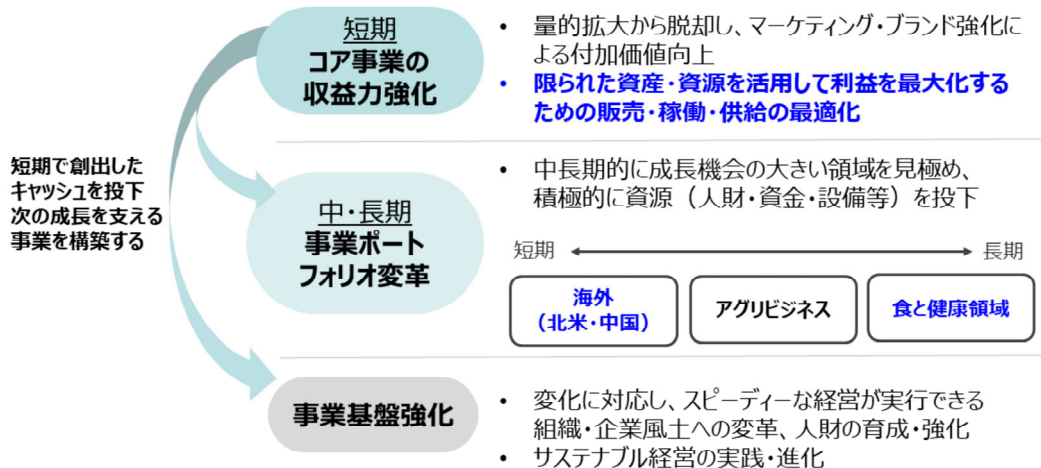 短期
コア事業の
収益力強化
• 量的拡大から脱却し、マーケティング・ブランド強化に
よる付加価値向上
• 限られた資産・資源を活用して利益を最大化する
ための販売・稼働・供給の最適化
短期で創出した
キャッシュを投下
次の成長を支える
事業を構築する
中・長期
事業ポート
フォリオ変革
• 中長期的に成長機会の大きい領域を見極め、
積極的に資源（人財・資金・設備等）を投下
短期 長期
海外
（北米・中国）
アグリビジネス
食と健康領域
事業基盤強化
• 変化に対応し、スピーディーな経営が実行できる
組織・企業風土への変革、人財の育成・強化
• サステナブル経営の実践・進化